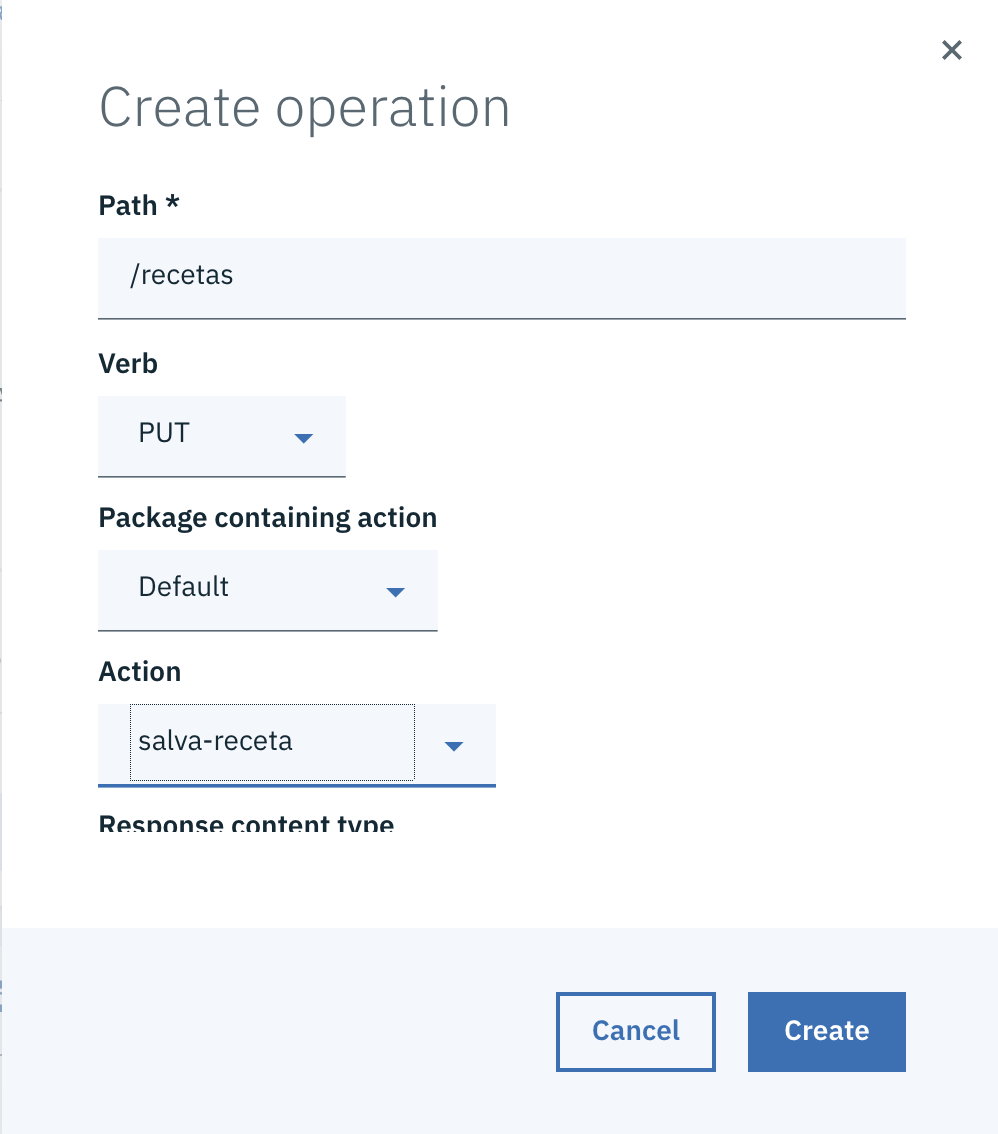 Create operation
Path *
/recetas
Verb
PUT
Package containing action
Default
Action
salva-receta
Response content type
Cancel
Create